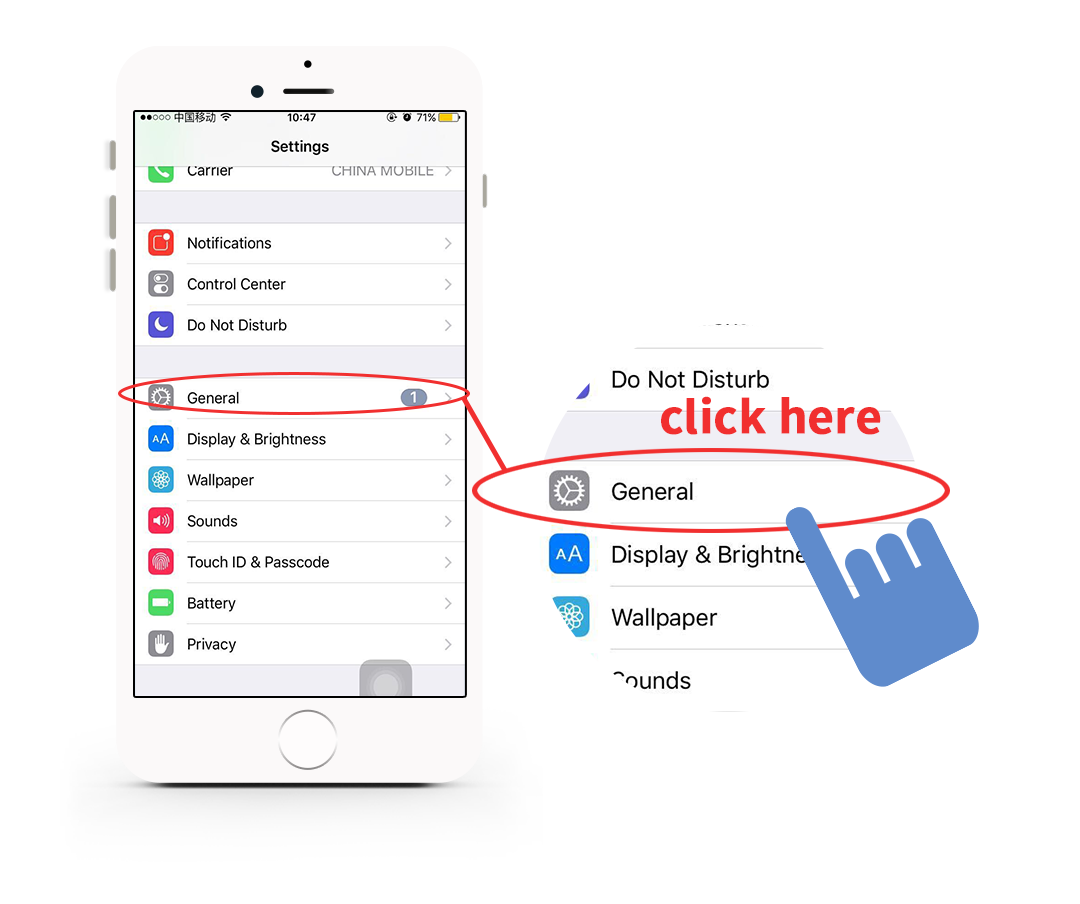 中国移动 10:47 71%
Settings
Carrier CHINA MOBILE
Notifications
Control Center
Do Not Disturb
General 1
AA Display & Brightness
Wallpaper
Sounds
Touch ID & Passcode
Battery
Privacy
Do Not Disturb
click here
General
AA Display & Brightne
Wallpaper
Sounds